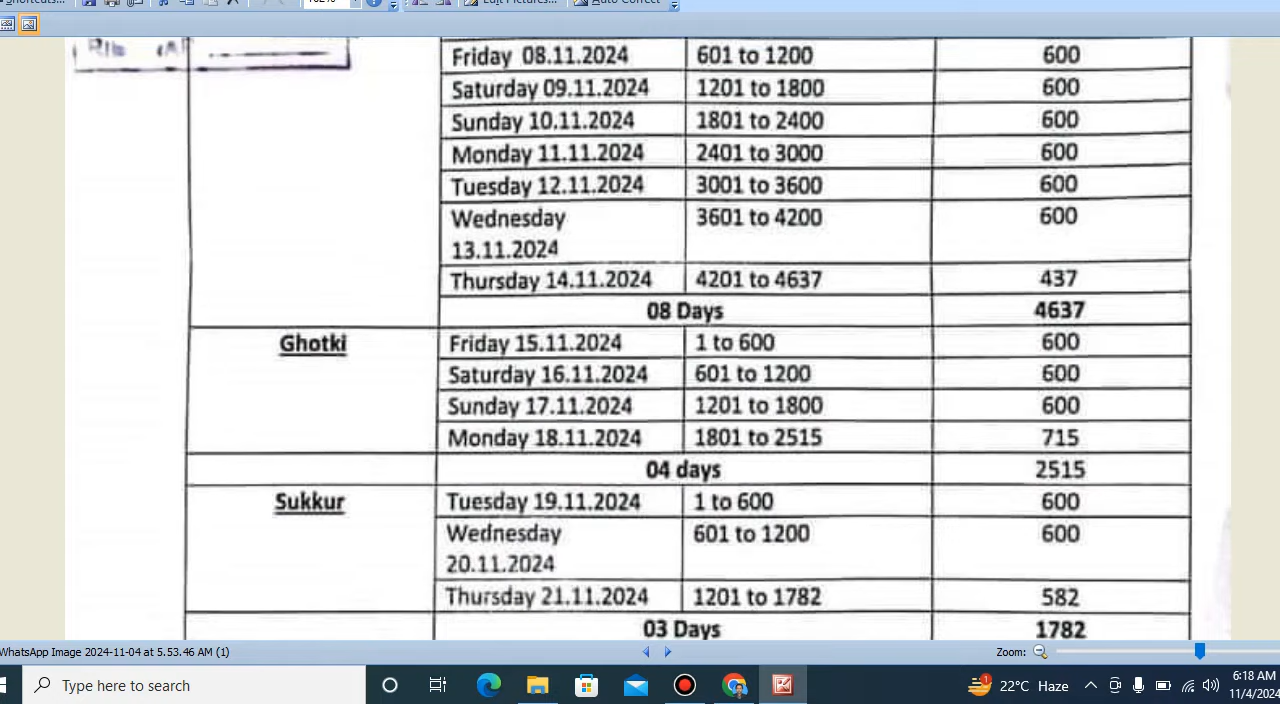 162%
Edit Pictures...
Auto Correct
Friday 08.11.2024 601 to 1200 600
Saturday 09.11.2024 1201 to 1800 600
Sunday 10.11.2024 1801 to 2400 600
Monday 11.11.2024 2401 to 3000 600
Tuesday 12.11.2024 3001 to 3600 600
Wednesday 3601 to 4200 600
13.11.2024
Thursday 14.11.2024 4201 to 4637 437
08 Days 4637
Ghotki Friday 15.11.2024 1 to 600 600
Saturday 16.11.2024 601 to 1200 600
Sunday 17.11.2024 1201 to 1800 600
Monday 18.11.2024 1801 to 2515 715
04 days 2515
Sukkur Tuesday 19.11.2024 1 to 600 600
Wednesday 601 to 1200 600
20.11.2024
Thursday 21.11.2024 1201 to 1782 582
03 Days 1782
WhatsApp Image 2024-11-04 at 5.53.46 AM (1) Zoom:
Type here to search 1 22°C Haze 6:18 AM
11/4/2024